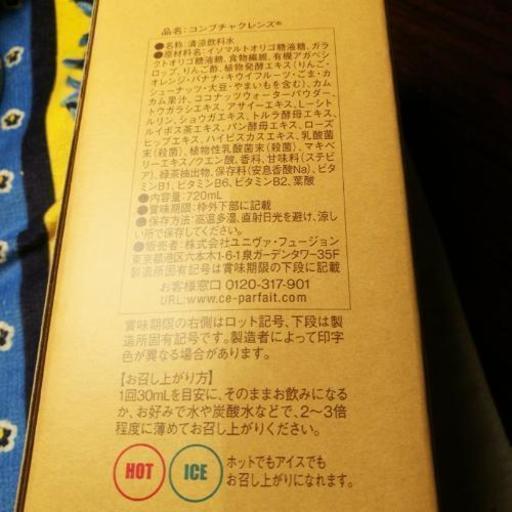 品名:コンブチャクレンズ®
●名称:清涼飲料水
●原材料名:イソマルトオリゴ糖液糖、ガラ
クトオリゴ糖液糖、食物繊維、有機アガベシ
ロップ、りんご酢、植物発酵エキス(りんご・
オレンジ・バナナ・キウイフルーツ・ごま・カ
シューナッツ・大豆・やまいもを含む)、カム
カム果汁、ココナッツウォーターパウダー、
トウガラシエキス、アサイーエキス、L-シト
ルリン、ショウガエキス、トルラ酵母エキス、
ルイボス茶エキス、パン酵母エキス、ローズ
ヒップエキス、ハイビスカスエキス、乳酸菌
末(殺菌)、植物性乳酸菌末(殺菌)、マキベ
リーエキス/クエン酸、香料、甘味料(ステビ
ア)、緑茶抽出物、保存料(安息香酸Na)、ビタ
ミンB1、ビタミンB6、ビタミンB2、葉酸
●内容量:720mL
●賞味期限:枠外下部に記載
●保存方法:高温多湿、直射日光を避け、涼し
い所で保存してください。
●販売者:株式会社ユニヴァ・フュージョン
東京都港区六本木1-6-1泉ガーデンタワー35F
製造所固有記号は賞味期限の下段に記載
お客様窓口 0120-317-901
URL:www.ce-parfait.com
賞味期限の右側はロット記号、下段は製
造所固有記号です。製造者によって印字
色が異なる場合があります。
【お召し上がり方】
1回30mLを目安に、そのままお飲みになる
か、お好みで水や炭酸水などで、2〜3倍
程度に薄めてお召し上がりください。
HOT ICE ホットでもアイスでも
お召し上がりになれます。